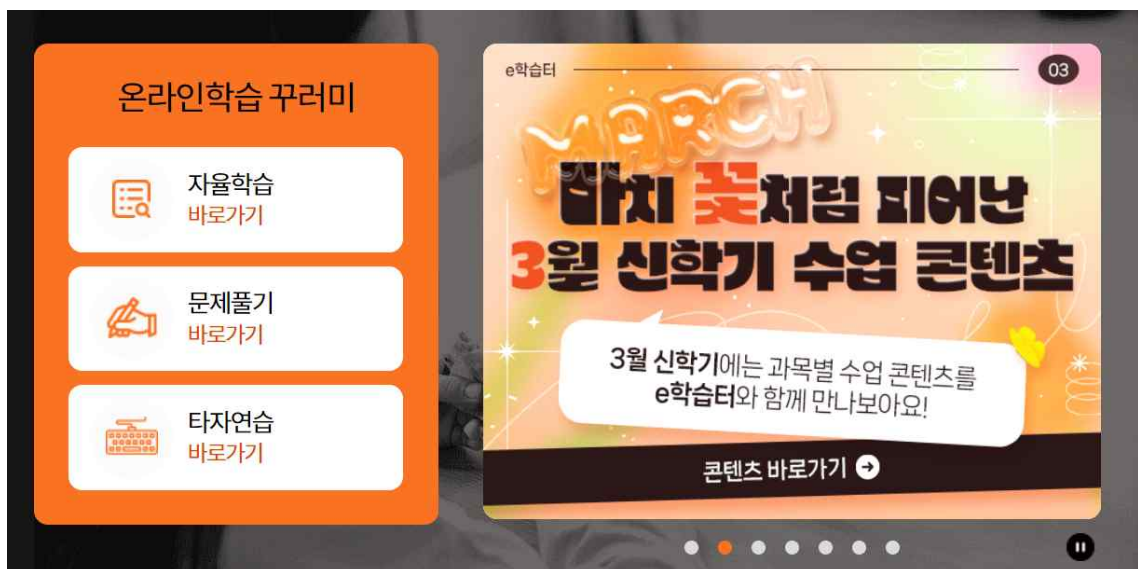 온라인학습 꾸러미
자율학습
바로가기
문제풀기
바로가기
타자연습
바로가기
e학습터
03
MARCH
마치 꽃처럼 피어난
3월 신학기 수업 콘텐츠
3월 신학기에는 과목별 수업 콘텐츠를
e학습터와 함께 만나보아요!
콘텐츠 바로가기